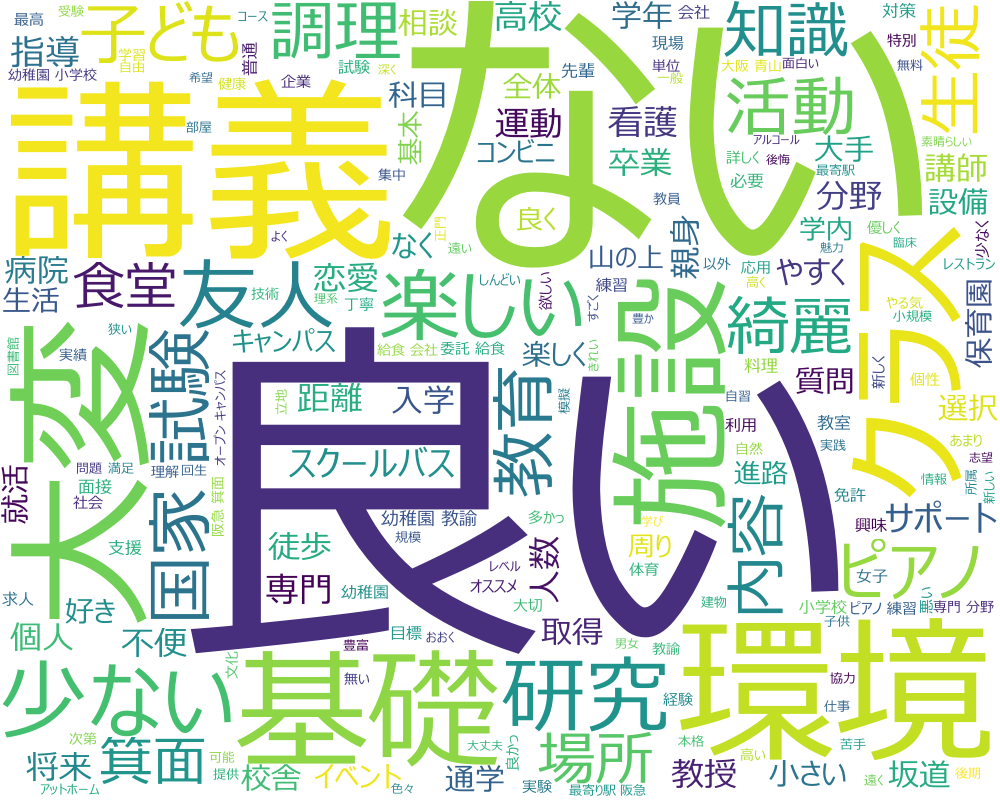 最高
受験
コース
子ども
調理
相談
高校
学年
会社
知識
対策
特別
生徒
指導
学習
自由
普通
試験
深く
先輩
現場
単位
一般
大阪 青山
面白い
無料
幼稚園 小学校
希望
健康
企業
科目
全体
運動
看護
活動
講義
ない
部屋
集中
基本
コンビニ
卒業
アルコール
後悔
詳しく
必要
大手
最寄駅
素晴らしい
講師
分野
設備
教員
良く
正門
遠い
よく
なく
山の上
親身
以外
学内
応用
高く
魅力
やすく
優しく
臨床
少なく
レストラン
病院
生活
食堂
友人
恋愛
技術
理系
丁寧
しんどい
楽しい
練習
欲しい
すごく
豊か
施設
綺麗
クラス
やる気
小規模
保育園
狭い
図書館
実績
大変
国家
試験
キャンパス
給食 会社
委託 給食
楽しく
きれい
料理
質問
新しく
個性
選択
オープン キャンパス
立地
距離
入学
教育
模擬
自習
利用
自然
教室
実践
あまり
志望
就活
問題
満足
面接
社会
理解
回生
阪急 箕面
スクールバス
良い
内容
進路
免許
情報
所属
新しい
興味
サポート
支援
徒歩
幼稚園 教諭
規模
多かっ
人数
学び
周り
体育
ピアノ
女子
求人
好き
専門
幼稚園
レベル
オススメ
大切
建物
小学校
ピアノ 練習
専門 分野
子供
個人
不便
豊富
目標
おおく
取得
男女
教諭
協力
少ない
文化
無い
基礎
研究
経験
環境
仕事
次第
大丈夫
良かっ
場所
本格
高い
苦手
将来
箕面
可能
提供
校舎
イベント
色々
通学
実験
最寄り駅 阪急
教授
小さい
坂道
遠く
後期
アットホーム